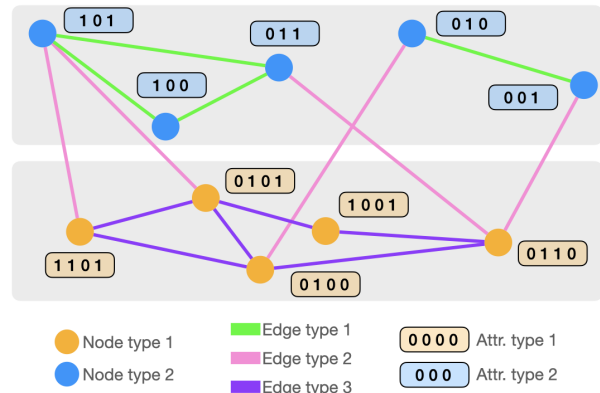 1 0 1
0 1 1
0 1 0
1 0 0
0 0 1
0 1 0 1
1 0 0 1
1 1 0 1
0 1 0 0
0 1 1 0
Node type 1
Node type 2
Edge type 1
Edge type 2
Edge type 3
0 0 0 0 Attr. type 1
0 0 0 Attr. type 2